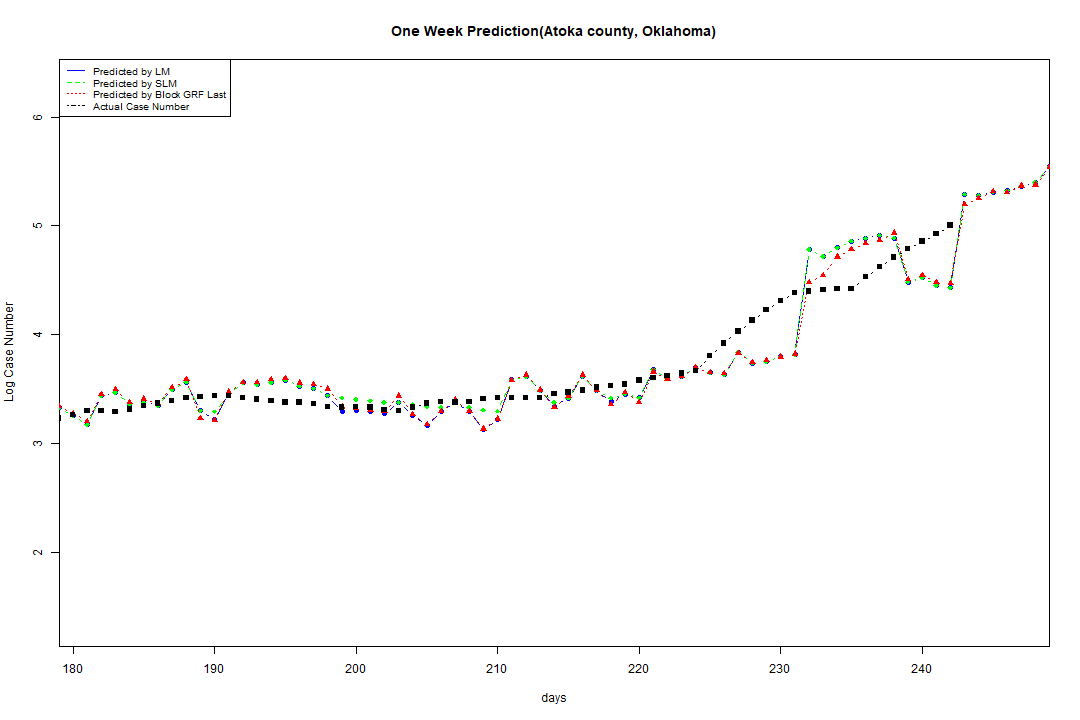 One Week Prediction(Atoka county, Oklahoma)
Predicted by LM
Predicted by SLM
Predicted by Block GRF Last
Actual Case Number
6
5
4
3
2
Log Case Number
180 190 200 210 220 230 240
days